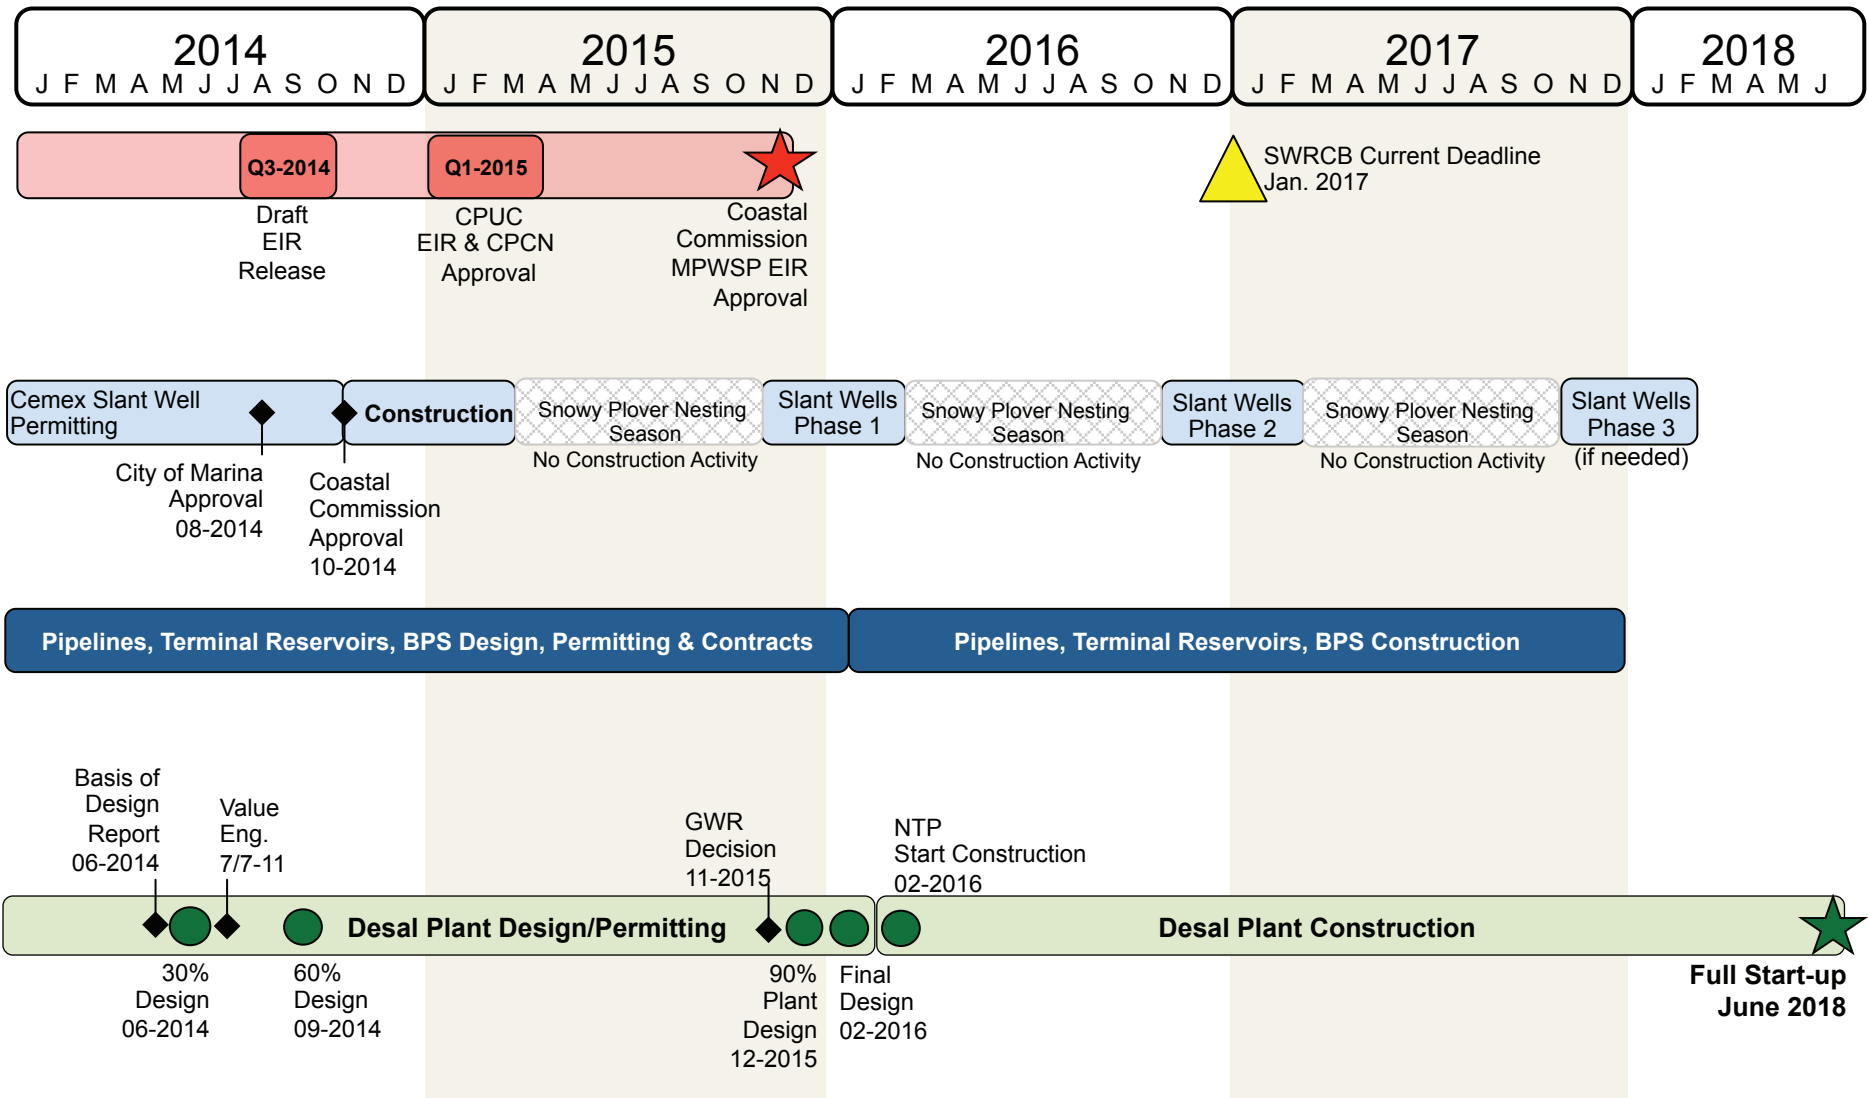 2014
J F M A M J J A S O N D
2015
J F M A M J J A S O N D
2016
J F M A M J J A S O N D
2017
J F M A M J J A S O N D
2018
J F M A M J
Q3-2014
Draft
EIR
Release
Q1-2015
CPUC
EIR & CPCN
Approval
Coastal
Commission
MPWSP EIR
Approval
SWRCB Current Deadline
Jan. 2017
Cemex Slant Well
Permitting
City of Marina
Approval
08-2014
Coastal
Commission
Approval
10-2014
Construction
Snowy Plover Nesting
Season
No Construction Activity
Slant Wells
Phase 1
Snowy Plover Nesting
Season
No Construction Activity
Slant Wells
Phase 2
Snowy Plover Nesting
Season
No Construction Activity
Slant Wells
Phase 3
(if needed)
Pipelines, Terminal Reservoirs, BPS Design, Permitting & Contracts
Pipelines, Terminal Reservoirs, BPS Construction
Basis of
Design
Report
06-2014
Value
Eng.
7/7-11
GWR
Decision
11-2015
NTP
Start Construction
02-2016
Desal Plant Design/Permitting
Desal Plant Construction
30%
Design
06-2014
60%
Design
09-2014
90%
Plant
Design
12-2015
Final
Design
02-2016
Full Start-up
June 2018